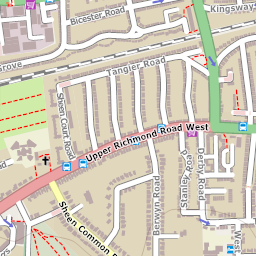 Bicester Road
Kingsway
Grove
Tangier Road
Sheen Court Road
Upper Richmond Road West
Derby Road
Stanley Road
Berwyn Road
Sheen Common